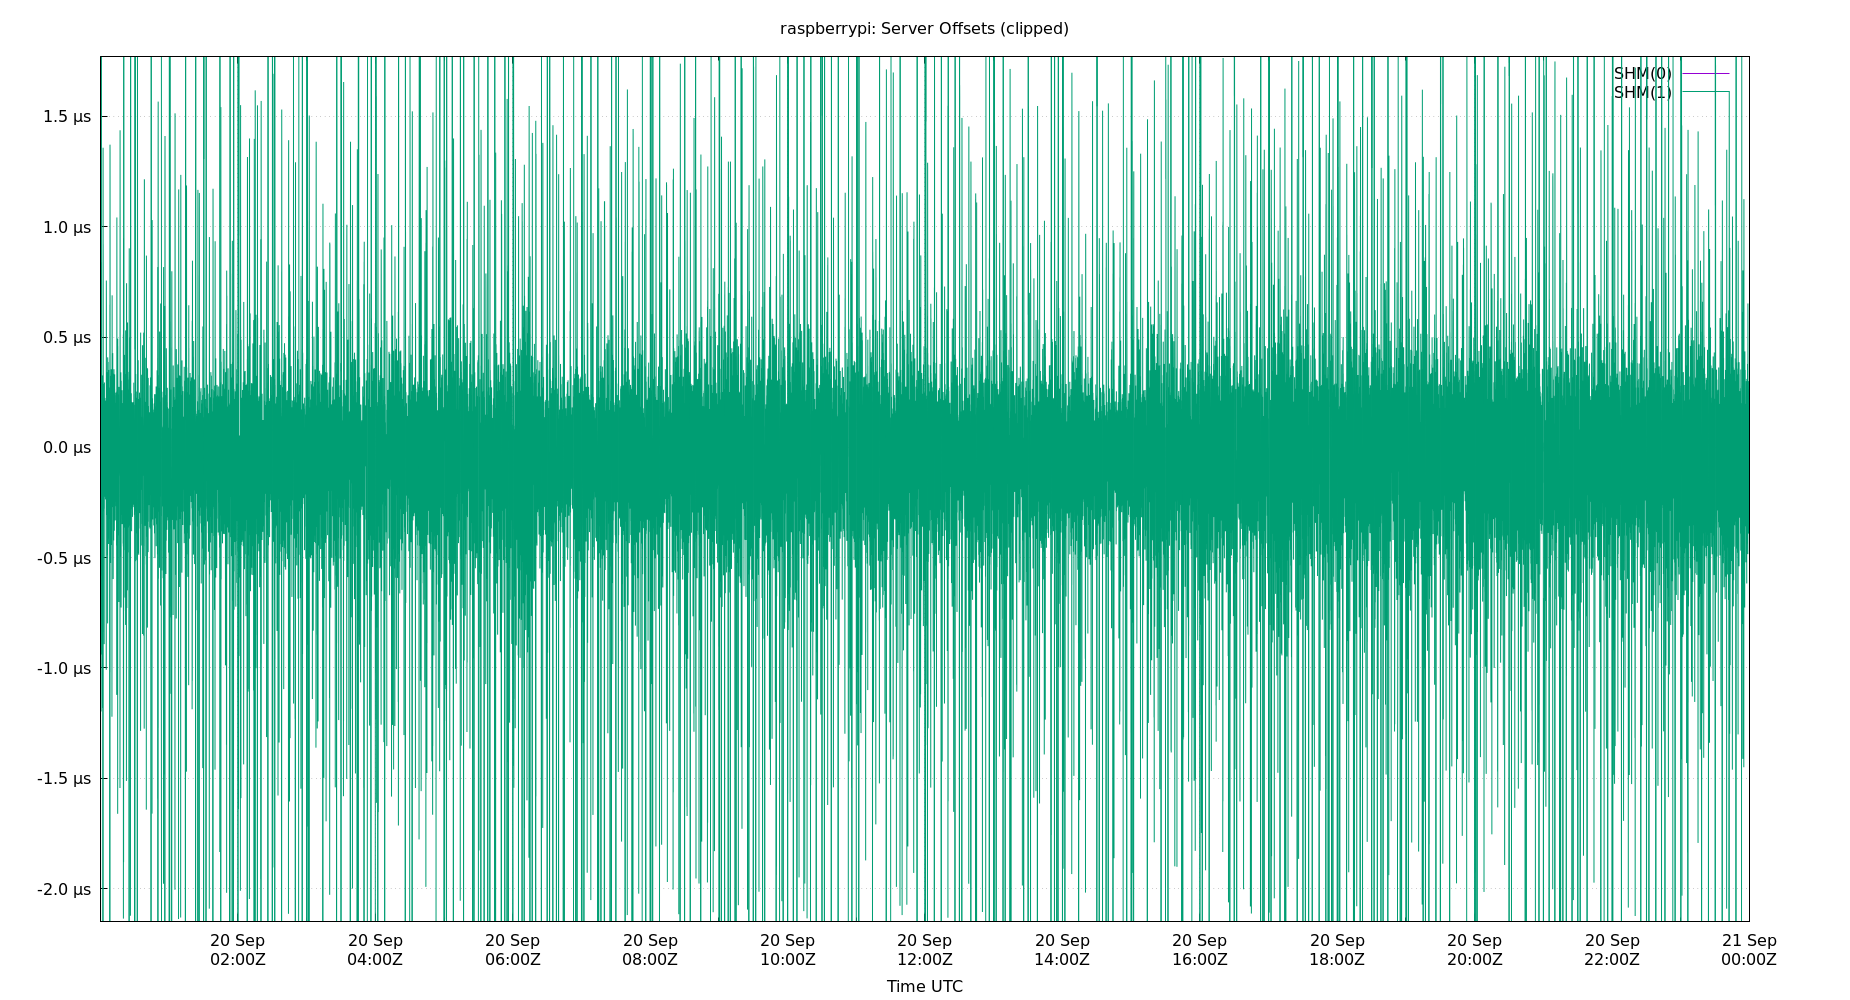 raspberrypi: Server Offsets (clipped)
SHM(0)
SHM(1)
1.5 µs
1.0 µs
0.5 µs
0.0 µs
-0.5 µs
-1.0 µs
-1.5 µs
-2.0 µs
20 Sep 20 Sep 20 Sep 20 Sep 20 Sep 20 Sep 20 Sep 20 Sep 20 Sep 20 Sep 20 Sep 21 Sep
02:00Z 04:00Z 06:00Z 08:00Z 10:00Z 12:00Z 14:00Z 16:00Z 18:00Z 20:00Z 22:00Z 00:00Z
Time UTC